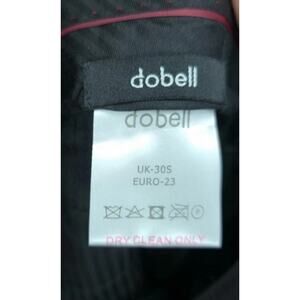 dobell
dobell
UK-30S
EURO-23
DRY CLEAN ONLY